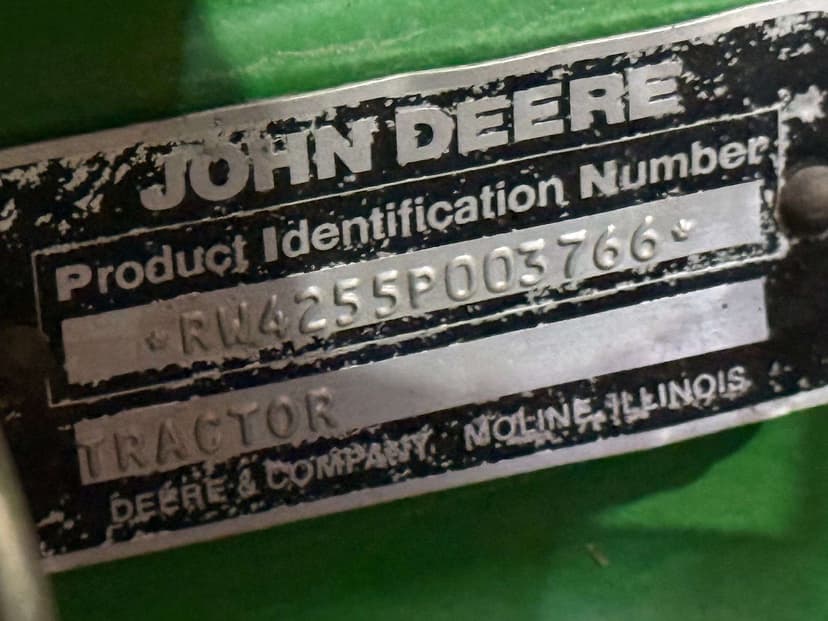 JOHN DEERE
Product Identification Number
*RW4255P003766*
TRACTOR
DEERE & COMPANY MOLINE, ILLINOIS